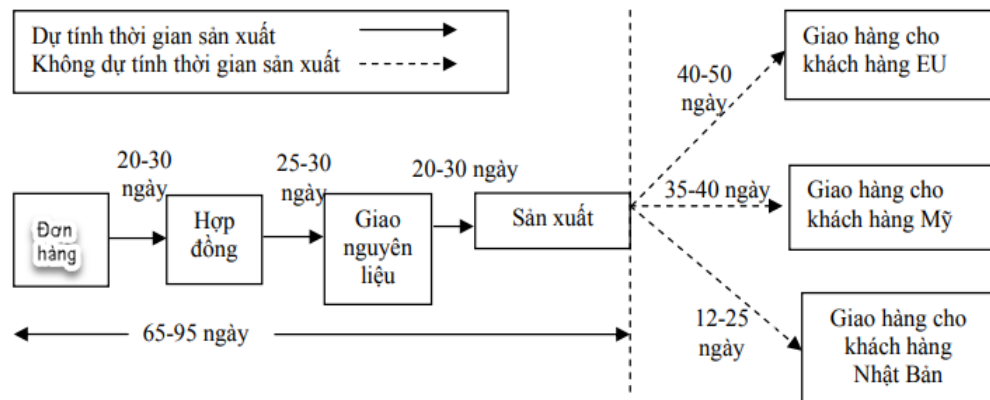 Dự tính thời gian sản xuất
Không dự tính thời gian sản xuất
Giao hàng cho
khách hàng EU
40-50
ngày
20-30
ngày
25-30
ngày
20-30 ngày
35-40 ngày
Đơn
hàng
Hợp
đồng
Giao
nguyên
liệu
Sản xuất
Giao hàng cho
khách hàng Mỹ
65-95 ngày
12-25
ngày
Giao hàng cho
khách hàng
Nhật Bản